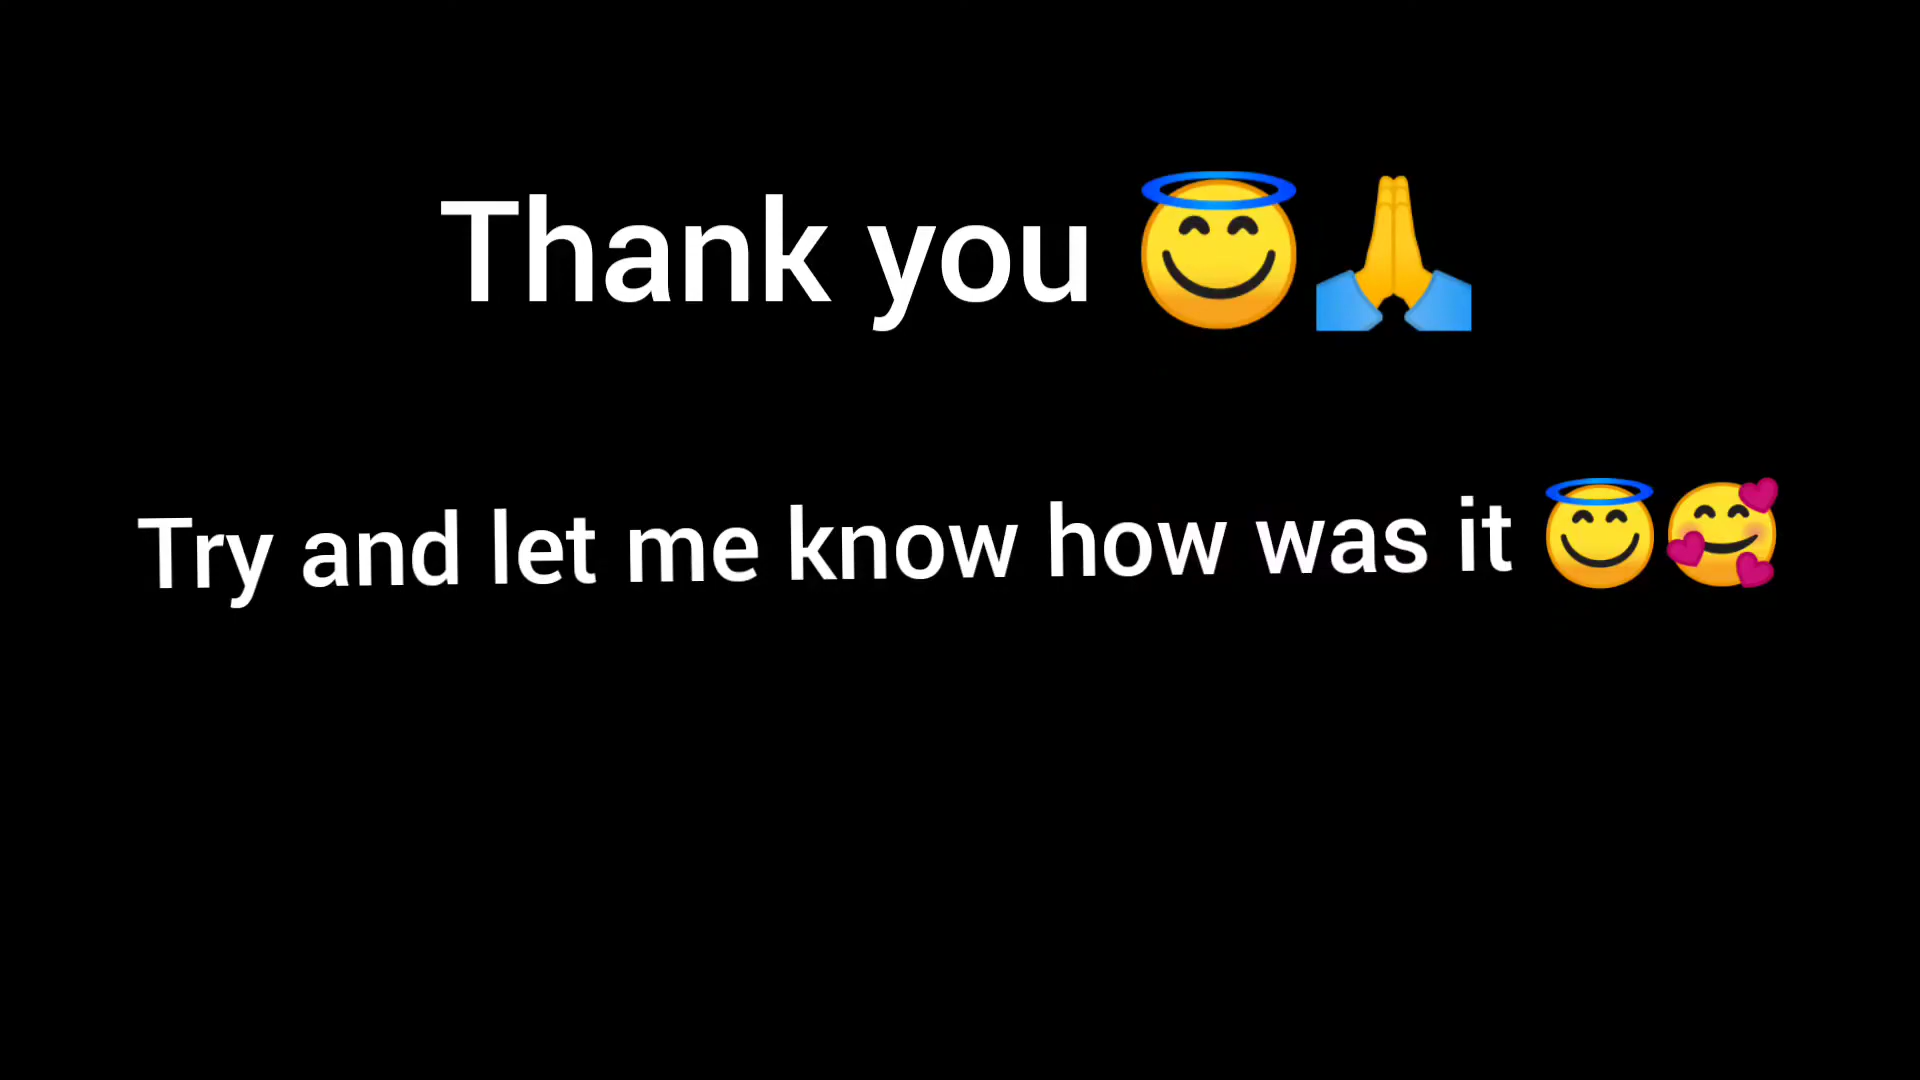 Thank you 😇🙏
Try and let me know how was it 😇🥰